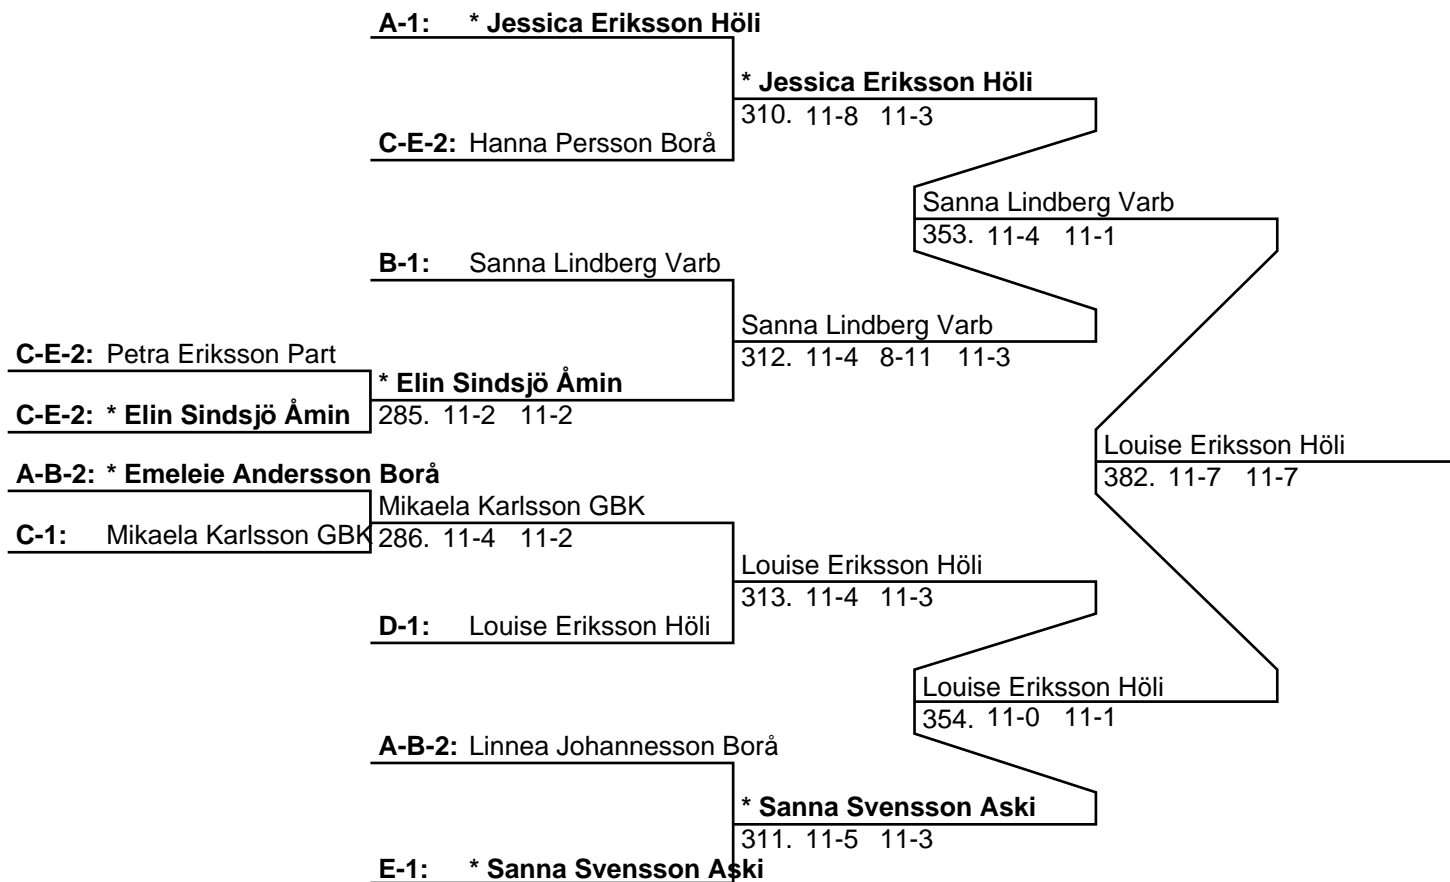 A-1: * Jessica Eriksson Höli
* Jessica Eriksson Höli
310. 11-8 11-3
C-E-2: Hanna Persson Borå
Sanna Lindberg Varb
353. 11-4 11-1
B-1: Sanna Lindberg Varb
Sanna Lindberg Varb
312. 11-4 8-11 11-3
C-E-2: Petra Eriksson Part
* Elin Sindsjö Åmin
C-E-2: * Elin Sindsjö Åmin
285. 11-2 11-2
Louise Eriksson Höli
382. 11-7 11-7
A-B-2: * Emeleie Andersson Borå
Mikaela Karlsson GBK
C-1: Mikaela Karlsson GBK
286. 11-4 11-2
Louise Eriksson Höli
313. 11-4 11-3
D-1: Louise Eriksson Höli
Louise Eriksson Höli
354. 11-0 11-1
A-B-2: Linnea Johannesson Borå
* Sanna Svensson Aski
311. 11-5 11-3
E-1: * Sanna Svensson Aski